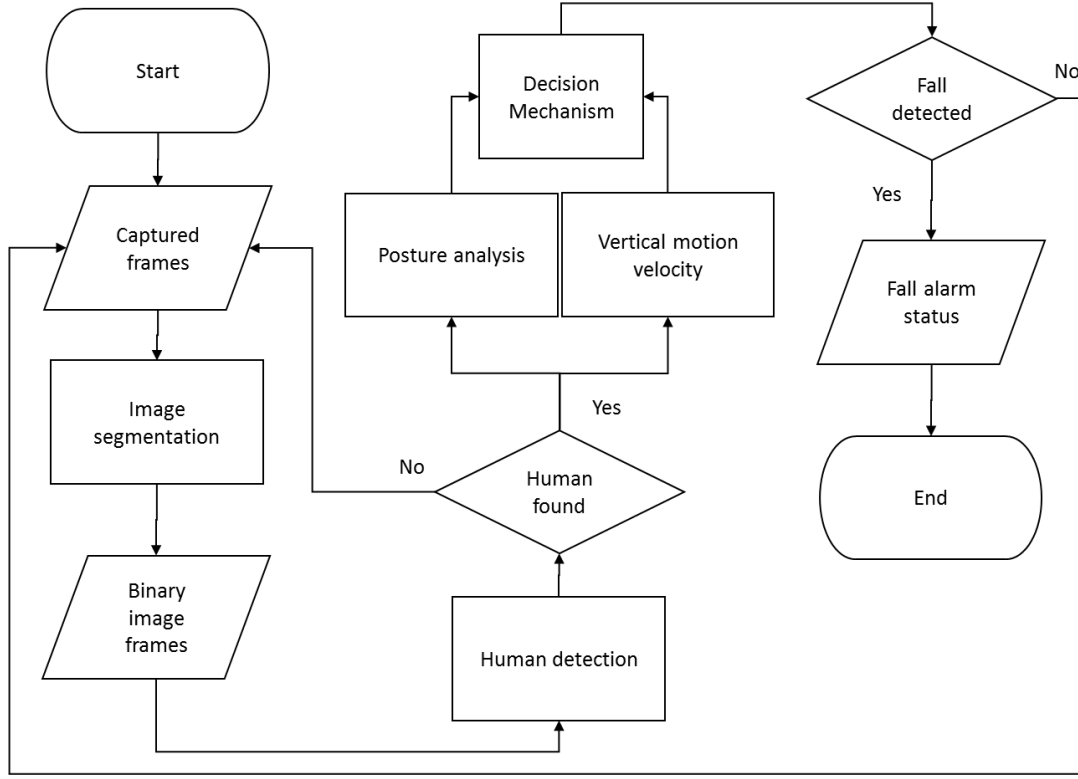 Start
Captured
frames
Image
segmentation
Binary
image
frames
Human detection
Human
found
No
Yes
Posture analysis
Vertical motion
velocity
Decision
Mechanism
Fall
detected
No
Yes
Fall alarm
status
End